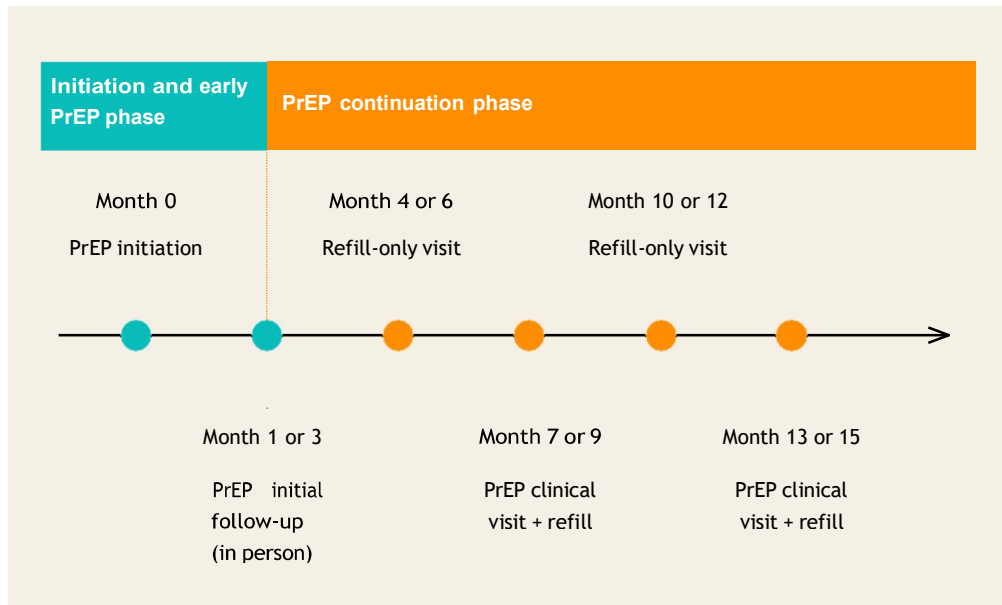 Initiation and early
PrEP phase
PrEP continuation phase
Month 0
PrEP initiation
Month 4 or 6
Refill-only visit
Month 10 or 12
Refill-only visit
Month 1 or 3
PrEP initial
follow-up
(in person)
Month 7 or 9
PrEP clinical
visit + refill
Month 13 or 15
PrEP clinical
visit + refill